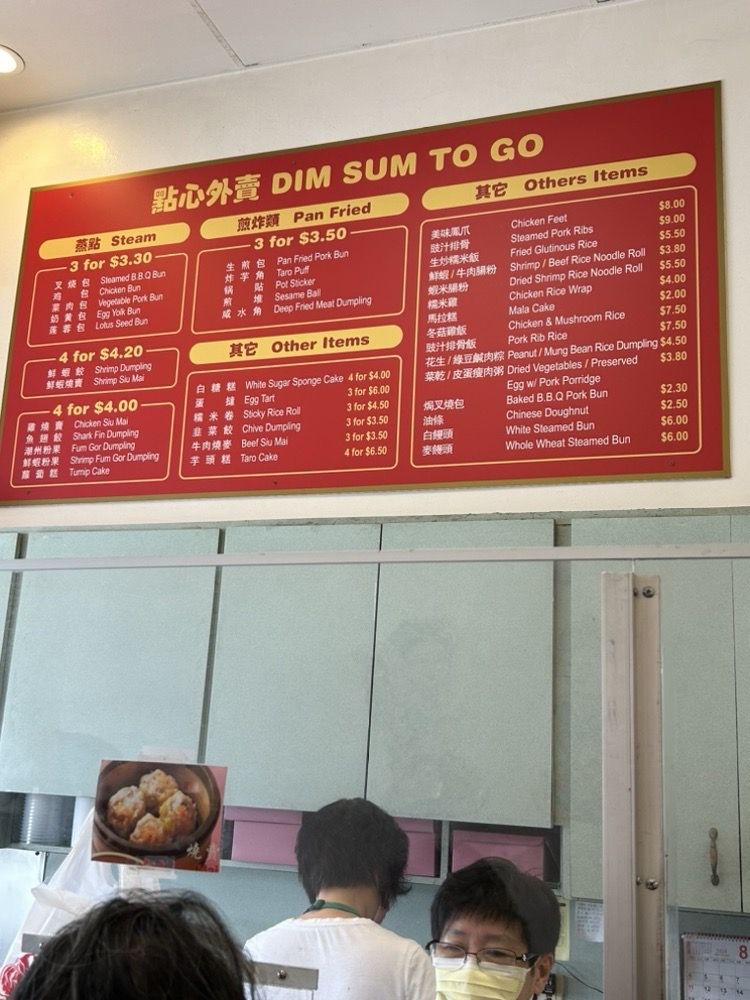 點心外賣 DIM SUM TO GO
蒸點 Steam
3 for $3.30
叉燒包 Steamed B.B.Q Bun
鸡包 Chicken Bun
菜肉包 Vegetable Pork Bun
奶黄包 Egg Yolk Bun
莲蓉包 Lotus Seed Bun
4 for $4.20
鮮蝦餃 Shrimp Dumpling
鮮蝦燒賣 Shrimp Siu Mai
4 for $4.00
雞燒賣 Chicken Siu Mai
魚翅餃 Shark Fin Dumpling
潮州粉果 Fum Gor Dumpling
鮮蝦粉果 Shrimp Fum Gor Dumpling
蘿蔔糕 Turnip Cake
煎炸類 Pan Fried
3 for $3.50
生煎包 Pan Fried Pork Bun
炸芋角 Taro Puff
锅貼 Pot Sticker
煎堆 Sesame Ball
咸水角 Deep Fried Meat Dumpling
其它 Other Items
白糖糕 White Sugar Sponge Cake 4 for $4.00
蛋撻 Egg Tart 3 for $6.00
糯米卷 Sticky Rice Roll 3 for $4.50
韭菜餃 Chive Dumpling 3 for $3.50
牛肉燒麥 Beef Siu Mai 3 for $3.50
芋頭糕 Taro Cake 4 for $6.50
其它 Others Items
美味鳳爪 Chicken Feet $8.00
豉汁排骨 Steamed Pork Ribs $9.00
生炒糯米飯 Fried Glutinous Rice $5.50
鮮蝦/牛肉腸粉 Shrimp / Beef Rice Noodle Roll $3.80
蝦米腸粉 Dried Shrimp Rice Noodle Roll $5.50
糯米雞 Chicken Rice Wrap $4.00
馬拉糕 Mala Cake $2.00
冬菇雞飯 Chicken & Mushroom Rice $7.50
豉汁排骨飯 Pork Rib Rice $7.50
花生/綠豆鹹肉粽 Peanut / Mung Bean Rice Dumpling $4.50
菜乾/皮蛋瘦肉粥 Dried Vegetables / Preserved $3.80
Egg w/ Pork Porridge
焗叉燒包 Baked B.B.Q Pork Bun $2.30
油條 Chinese Doughnut $2.50
白饅頭 White Steamed Bun $6.00
麥饅頭 Whole Wheat Steamed Bun $6.00
燒賣
8